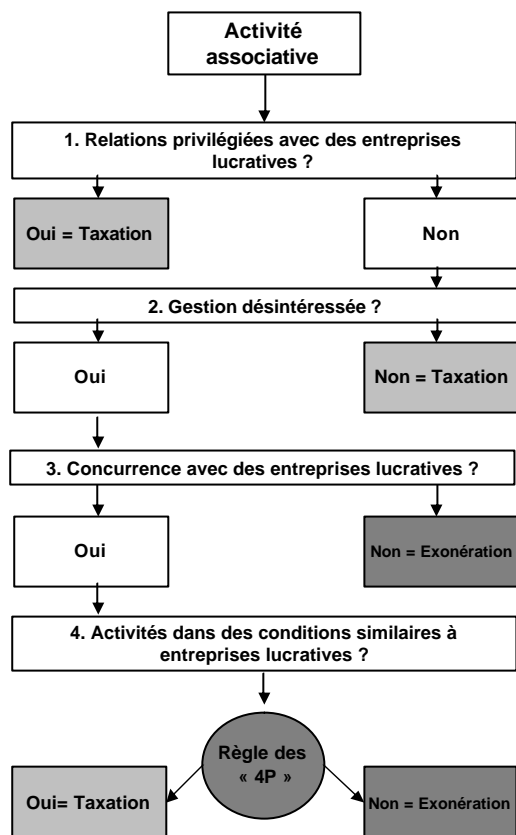 Activité
associative
1. Relations privilégiées avec des entreprises
lucratives ?
Oui = Taxation
Non
2. Gestion désintéressée ?
Oui
Non = Taxation
3. Concurrence avec des entreprises lucratives ?
Oui
Non = Exonération
4. Activités dans des conditions similaires à
entreprises lucratives ?
Règle des
« 4P »
Oui= Taxation
Non = Exonération